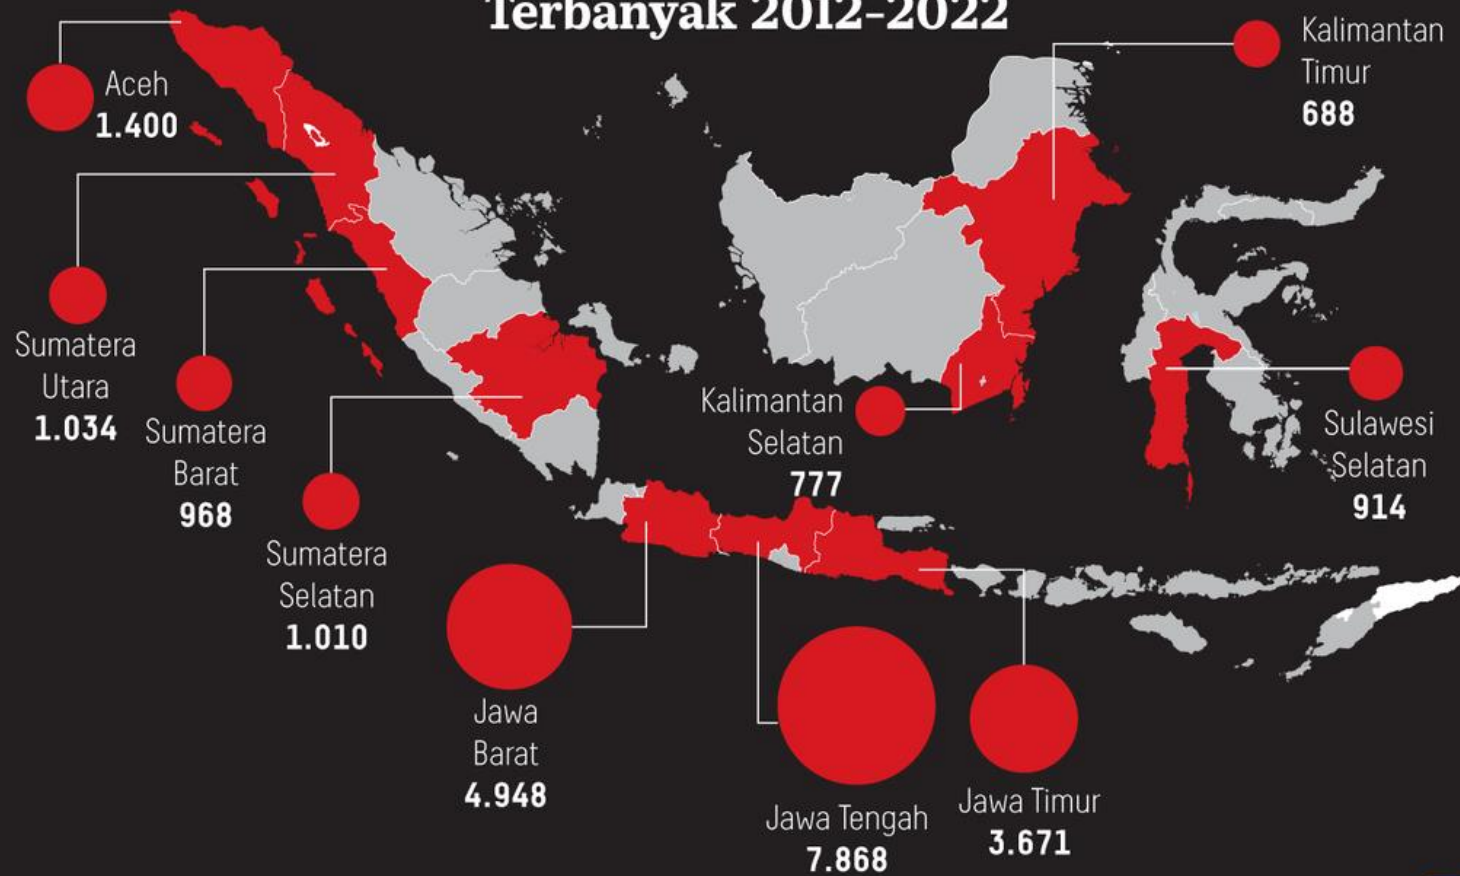 Terbanyak 2012-2022
Aceh
1.400
Sumatera
Utara
1.034
Sumatera
Barat
968
Sumatera
Selatan
1.010
Jawa
Barat
4.948
Jawa Tengah
7.868
Jawa Timur
3.671
Kalimantan
Selatan
777
Kalimantan
Timur
688
Sulawesi
Selatan
914